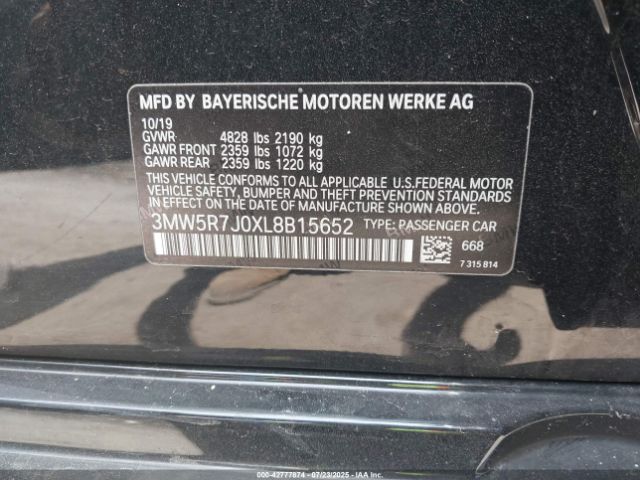 MFD BY BAYERISCHE MOTOREN WERKE AG
10/19
GVWR 4828 lbs 2190 kg
GAWR FRONT 2359 lbs 1072 kg
GAWR REAR 2359 lbs 1220 kg
THIS VEHICLE CONFORMS TO ALL APPLICABLE U.S.FEDERAL MOTOR
VEHICLE SAFETY, BUMPER AND THEFT PREVENTION STANDARDS
IN EFFECT ON THE DATE OF MANUFACTURE SHOWN ABOVE.
3MW5R7J0XL8B15652 TYPE: PASSENGER CAR
668
7 315 814
000-42777874 07/23/2025 © IAA Holdings, LLC